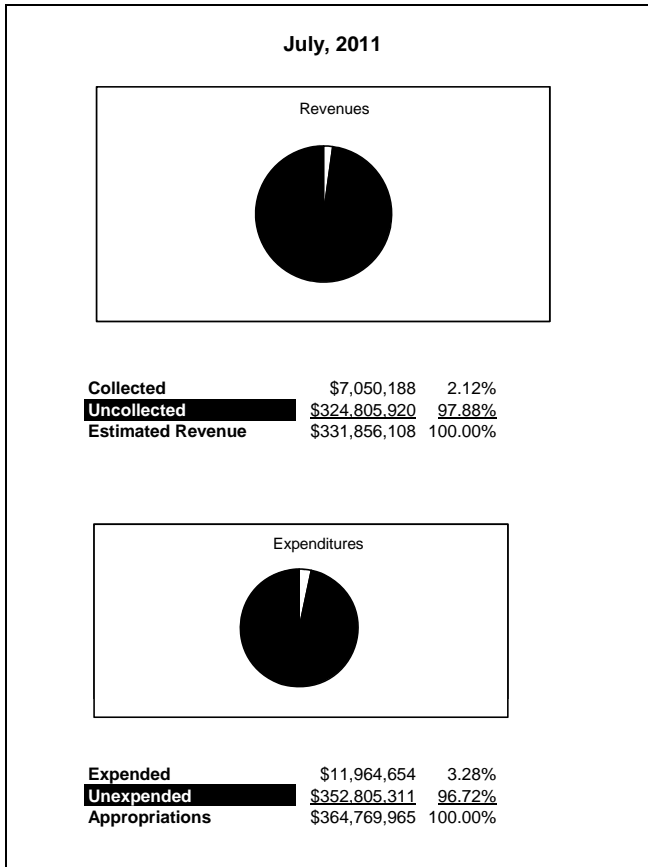 July, 2011
Revenues
Collected $7,050,188 2.12%
Uncollected $324,805,920 97.88%
Estimated Revenue $331,856,108 100.00%
Expenditures
Expended $11,964,654 3.28%
Unexpended $352,805,311 96.72%
Appropriations $364,769,965 100.00%